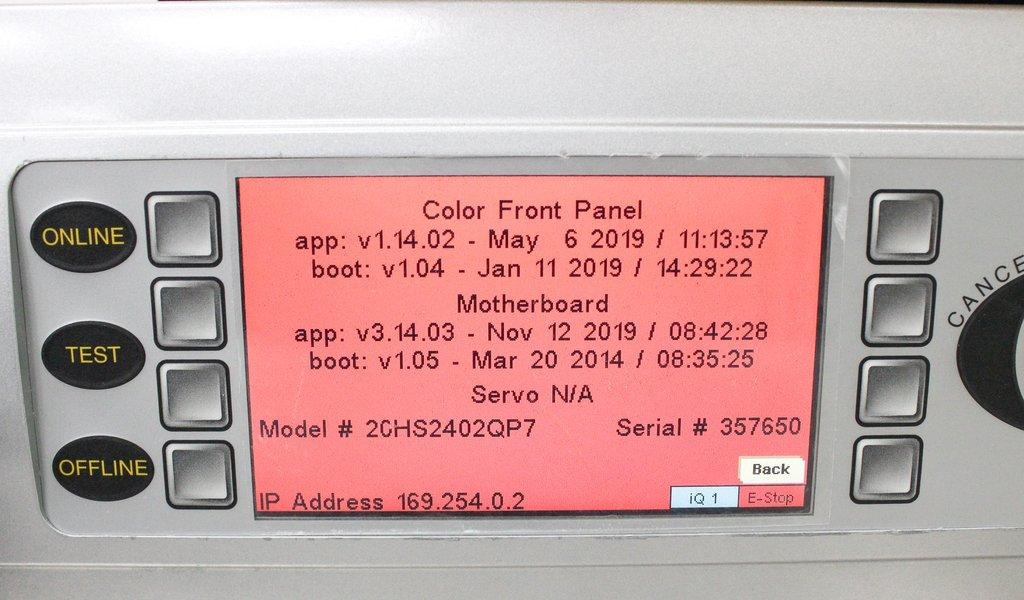 Color Front Panel
app: v1.14.02 - May 6 2019 / 11:13:57
boot: v1.04 - Jan 11 2019 / 14:29:22
Motherboard
app: v3.14.03 - Nov 12 2019 / 08:42:28
boot: v1.05 - Mar 20 2014 / 08:35:25
Servo N/A
Model # 20HS2402QP7 Serial # 357650
Back
IP Address 169.254.0.2 iQ 1 E-Stop
ONLINE
TEST
OFFLINE
CANCE